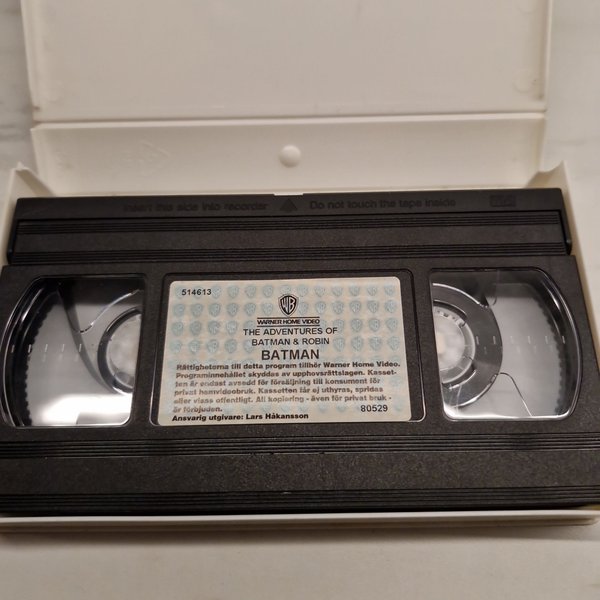 Insert this side into recorder Do not touch the tape inside
514613
WB
WARNER HOME VIDEO
THE ADVENTURES OF
BATMAN & ROBIN
BATMAN
Rättigheterna till detta program tillhör Warner Home Video.
Programinnehållet skyddas av upphovsrättslagen. Kasset-
ten är endast avsedd för försäljning till konsument för
privat hemvideobruk. Kassetten får ej uthyras, spridas
eller visas offentligt. All kopiering - även för privat bruk -
är förbjuden. 80529
Ansvarig utgivare: Lars Håkansson